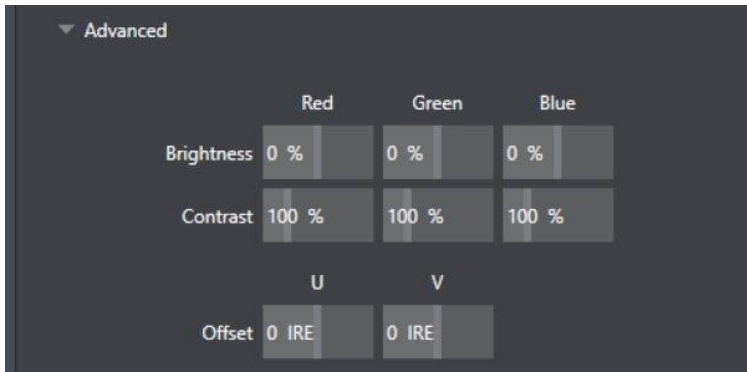 Advanced
Red Green Blue
Brightness 0 % 0 % 0 %
Contrast 100 % 100 % 100 %
U V
Offset 0 IRE 0 IRE